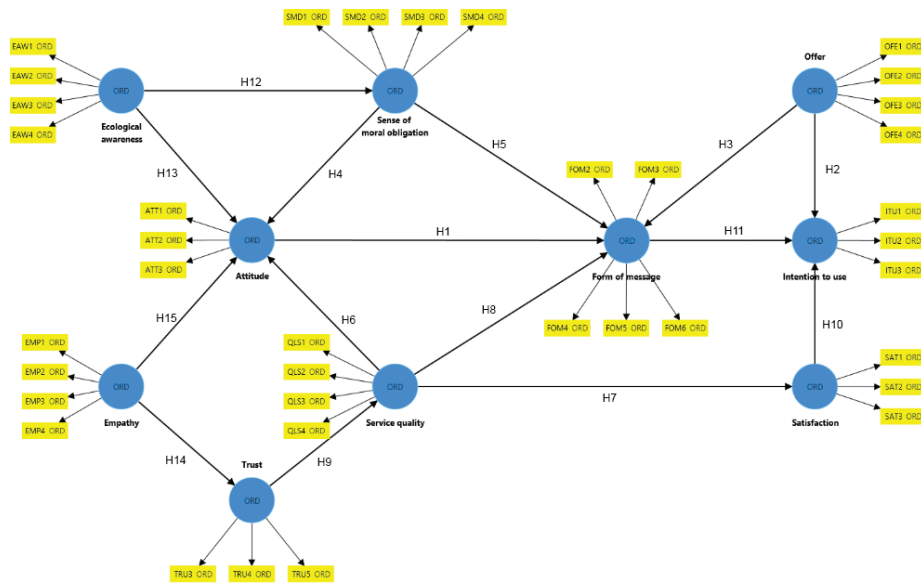 SMD1 ORD
SMD2 ORD
SMD3 ORD
SMD4 ORD
EAW1 ORD
EAW2 ORD
EAW3 ORD
EAW4 ORD
ORD
Ecological
awareness
H12
ORD
Sense of
moral obligation
Offer
ORD
OFE1 ORD
OFE2 ORD
OFE3 ORD
OFE4 ORD
H13
H4
H5
H3
H2
FOM2 ORD
FOM3 ORD
ATT1 ORD
ATT2 ORD
ATT3 ORD
ORD
Attitude
H1
ORD
Form of message
H11
ORD
Intention to use
ITU1 ORD
ITU2 ORD
ITU3 ORD
FOM4 ORD
FOM5 ORD
FOM6 ORD
H15
H6
H8
H10
EMP1 ORD
EMP2 ORD
EMP3 ORD
EMP4 ORD
ORD
Empathy
QLS1 ORD
QLS2 ORD
QLS3 ORD
QLS4 ORD
ORD
Service quality
H7
ORD
Satisfaction
SAT1 ORD
SAT2 ORD
SAT3 ORD
H14
H9
Trust
ORD
TRU3 ORD
TRU4 ORD
TRU5 ORD